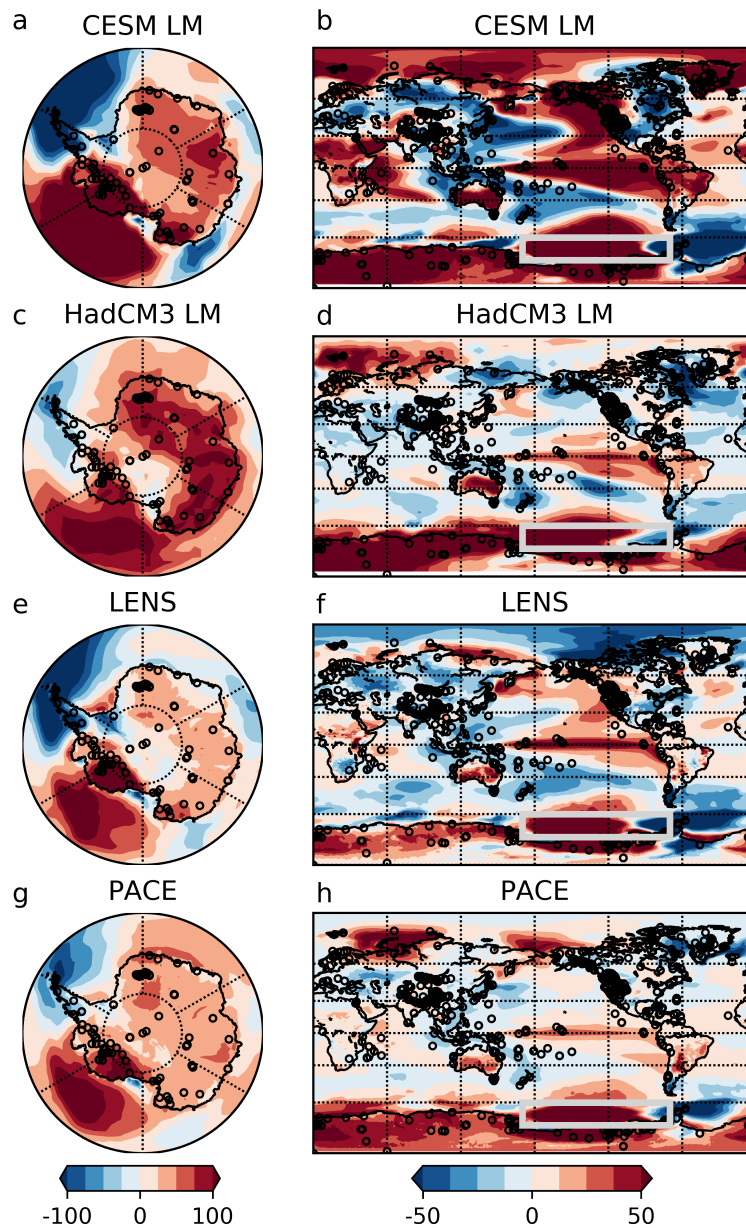 a CESM LM b CESM LM
c HadCM3 LM d HadCM3 LM
e LENS f LENS
g PACE h PACE
-100 0 100 -50 0 50